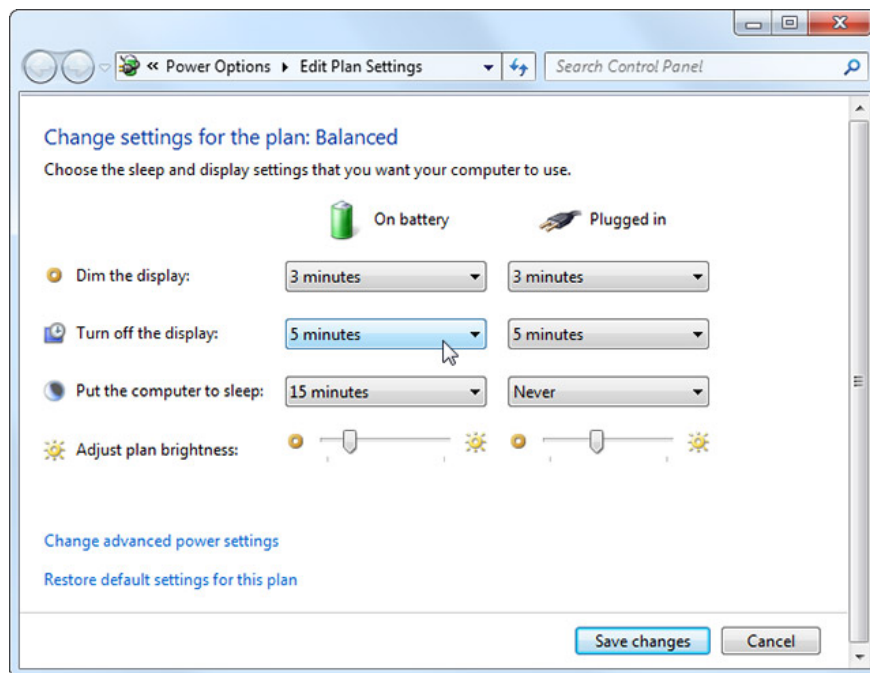 « Power Options ▸ Edit Plan Settings Search Control Panel
Change settings for the plan: Balanced
Choose the sleep and display settings that you want your computer to use.
On battery Plugged in
Dim the display: 3 minutes 3 minutes
Turn off the display: 5 minutes 5 minutes
Put the computer to sleep: 15 minutes Never
Adjust plan brightness:
Change advanced power settings
Restore default settings for this plan
Save changes Cancel